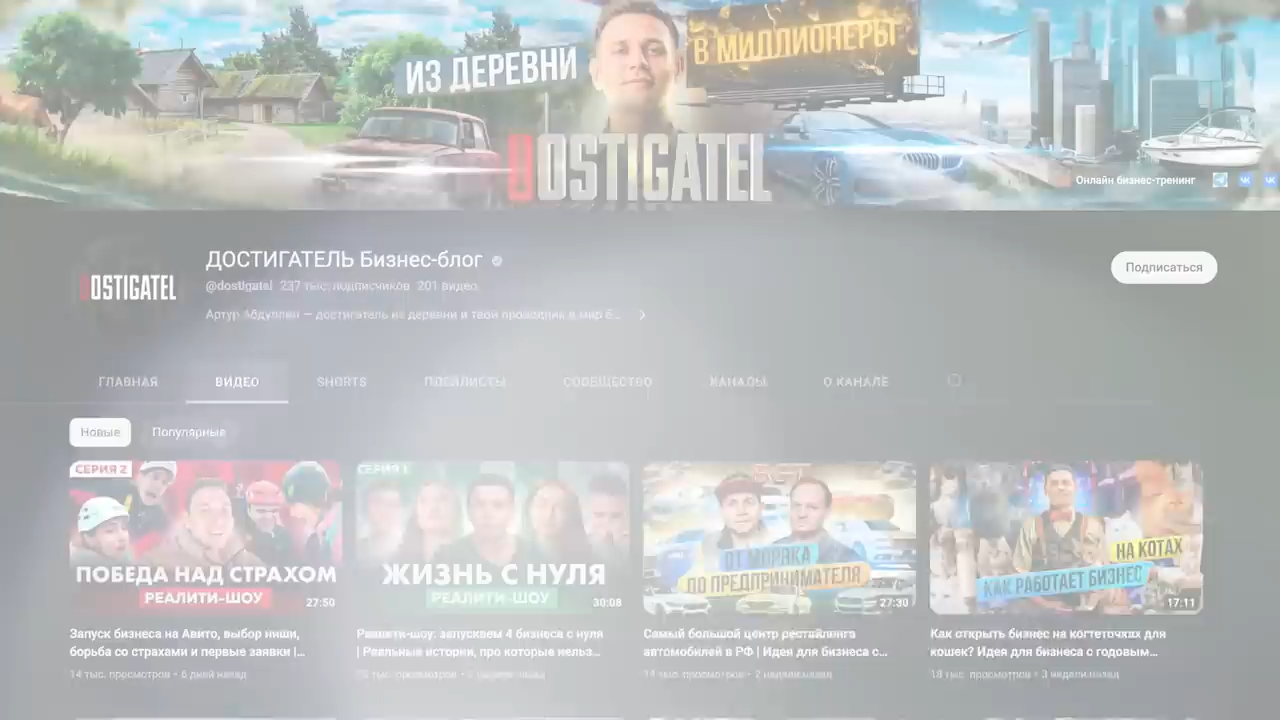 ИЗ ДЕРЕВНИ
В МИЛЛИОНЕРЫ
DOSTIGATEL
Онлайн бизнес-тренинг
DOSTIGATEL
ДОСТИГАТЕЛЬ Бизнес-блог
@dostigatel 237 тыс. подписчиков 201 видео
Артур Абдуллин — достигатель из деревни и твой проводник в мир б...
Подписаться
ГЛАВНАЯ ВИДЕО SHORTS ПЛЕЙЛИСТЫ СООБЩЕСТВО КАНАЛЫ О КАНАЛЕ
Новые Популярные
СЕРИЯ 2
ПОБЕДА НАД СТРАХОМ
РЕАЛИТИ-ШОУ
27:50
Запуск бизнеса на Авито, выбор ниши,
борьба со страхами и первые заявки |...
14 тыс. просмотров • 6 дней назад
СЕРИЯ 1
ЖИЗНЬ С НУЛЯ
РЕАЛИТИ-ШОУ
30:08
Реалити-шоу: запускаем 4 бизнеса с нуля
| Реальные истории, про которые нельз...
тыс. просмотров • назад
ОТ МОРЯКА
ДО ПРЕДПРИНИМАТЕЛЯ
27:30
Самый большой центр рестайлинга
автомобилей в РФ | Идея для бизнеса с...
14 тыс. просмотров • 2 недели назад
НА КОТАХ
КАК РАБОТАЕТ БИЗНЕС
17:11
Как открыть бизнес на когтеточках для
кошек? Идея для бизнеса с годовым...
18 тыс. просмотров • 3 недели назад